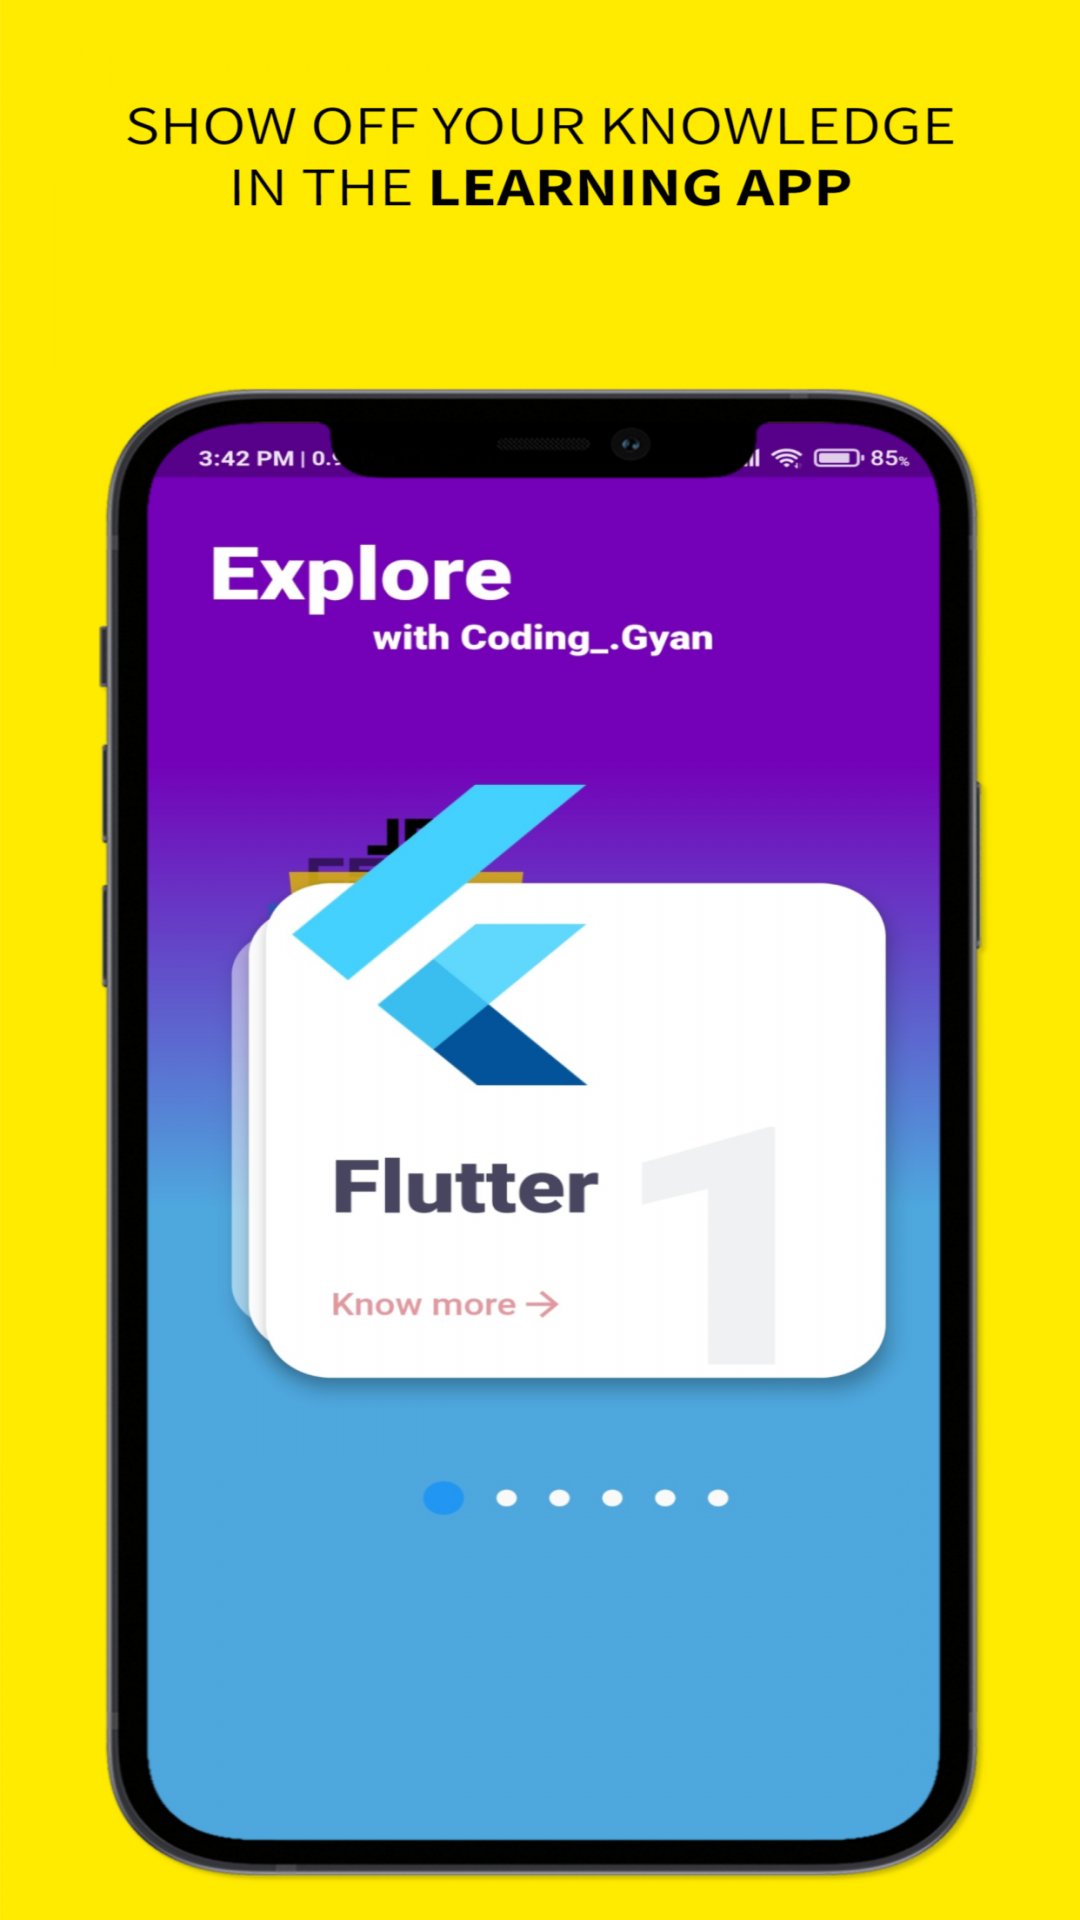 SHOW OFF YOUR KNOWLEDGE
IN THE LEARNING APP
3:42 PM | 0.9
85%
Explore
with Coding_.Gyan
Flutter
1
Know more →